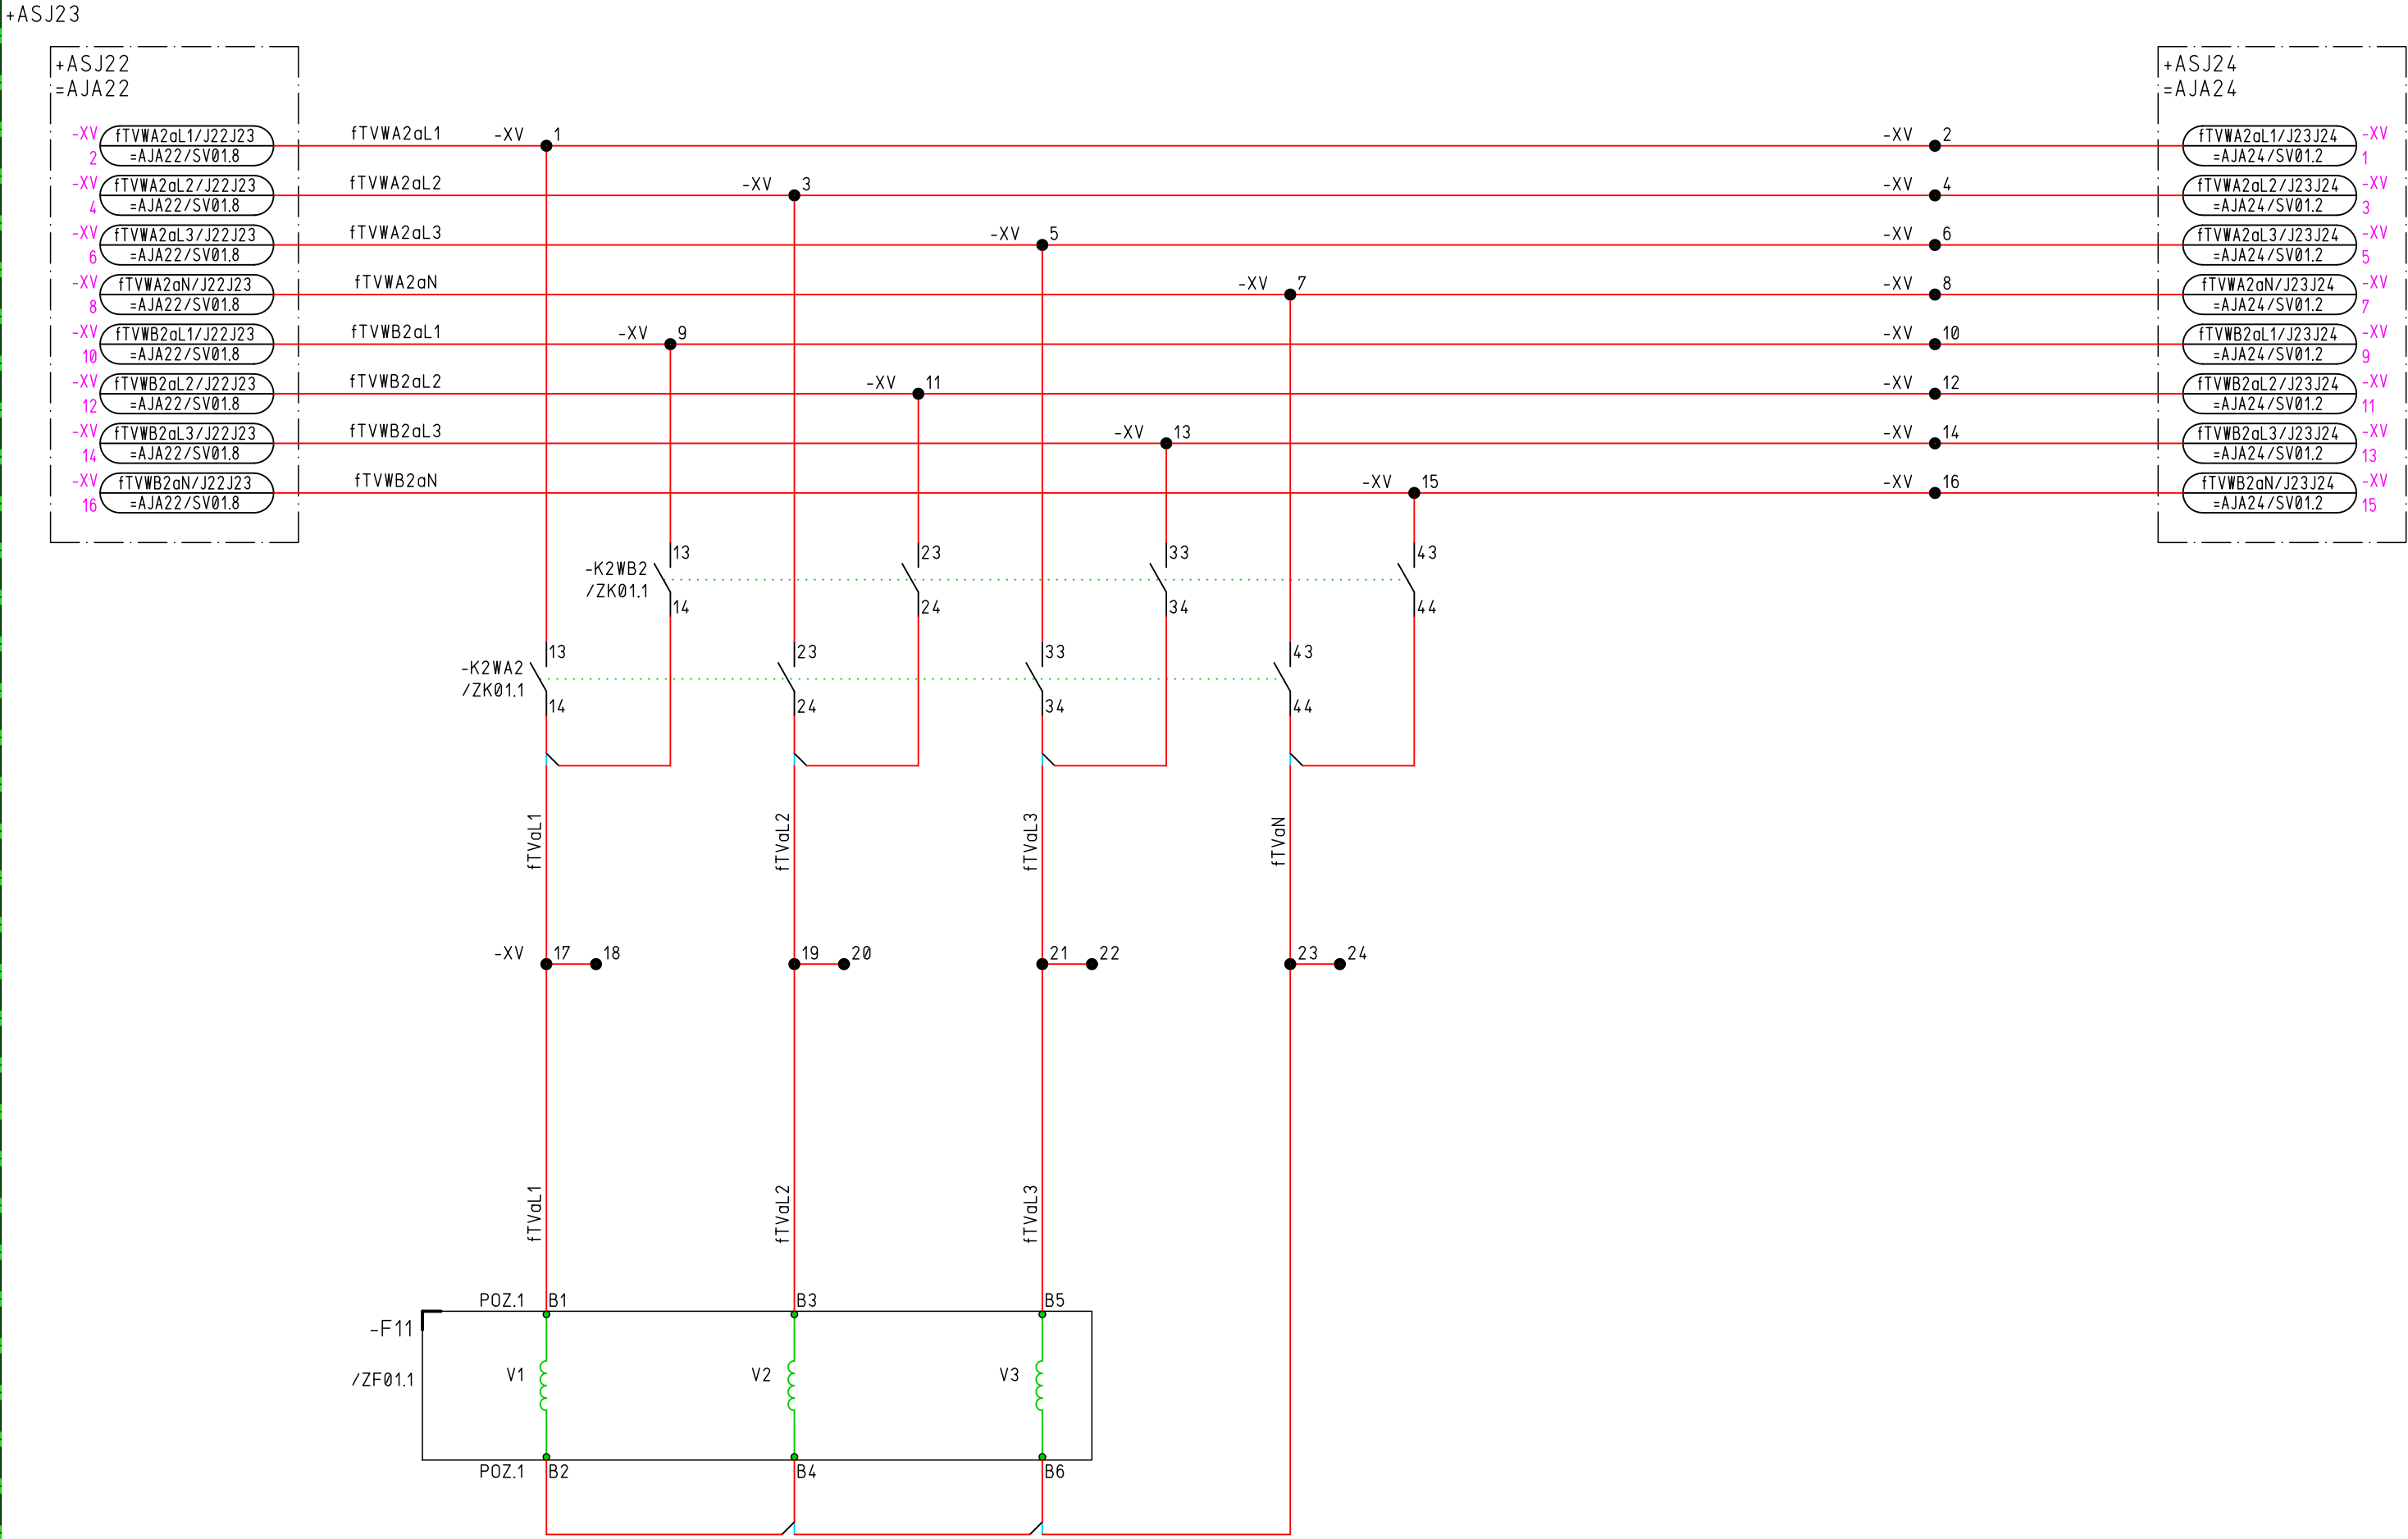 +ASJ23
+ASJ22
=AJA22
+ASJ24
=AJA24
-XV fTVWA2aL1/J22J23 fTVWA2aL1 -XV 1 -XV 2 fTVWA2aL1/J23J24 -XV
2 =AJA22/SV01.8 =AJA24/SV01.2 1
-XV fTVWA2aL2/J22J23 fTVWA2aL2 -XV 3 -XV 4 fTVWA2aL2/J23J24 -XV
4 =AJA22/SV01.8 =AJA24/SV01.2 3
-XV fTVWA2aL3/J22J23 fTVWA2aL3 -XV 5 -XV 6 fTVWA2aL3/J23J24 -XV
6 =AJA22/SV01.8 =AJA24/SV01.2 5
-XV fTVWA2aN/J22J23 fTVWA2aN -XV 7 -XV 8 fTVWA2aN/J23J24 -XV
8 =AJA22/SV01.8 =AJA24/SV01.2 7
-XV fTVWB2aL1/J22J23 fTVWB2aL1 -XV 9 -XV 10 fTVWB2aL1/J23J24 -XV
10 =AJA22/SV01.8 =AJA24/SV01.2 9
-XV fTVWB2aL2/J22J23 fTVWB2aL2 -XV 11 -XV 12 fTVWB2aL2/J23J24 -XV
12 =AJA22/SV01.8 =AJA24/SV01.2 11
-XV fTVWB2aL3/J22J23 fTVWB2aL3 -XV 13 -XV 14 fTVWB2aL3/J23J24 -XV
14 =AJA22/SV01.8 =AJA24/SV01.2 13
-XV fTVWB2aN/J22J23 fTVWB2aN -XV 15 -XV 16 fTVWB2aN/J23J24 -XV
16 =AJA22/SV01.8 =AJA24/SV01.2 15
13 23 33 43
-K2WB2
/ZK01.1
14 24 34 44
13 23 33 43
-K2WA2
/ZK01.1
14 24 34 44
fTVaL1 fTVaL2 fTVaL3 fTVaN
-XV 17 18 19 20 21 22 23 24
fTVaL1 fTVaL2 fTVaL3
POZ.1 B1 B3 B5
-F11
/ZF01.1
V1 V2 V3
POZ.1 B2 B4 B6